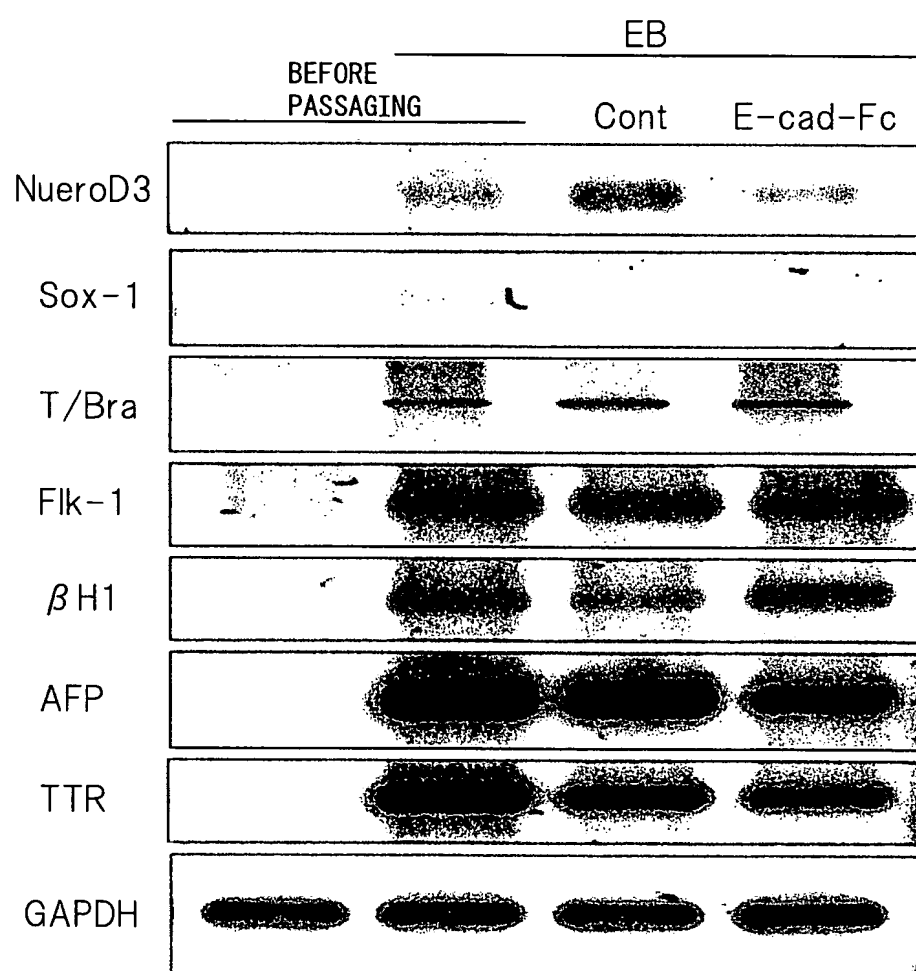 EB
BEFORE
PASSAGING
Cont E-cad-Fc
NueroD3
Sox-1
T/Bra
Flk-1
βH1
AFP
TTR
GAPDH